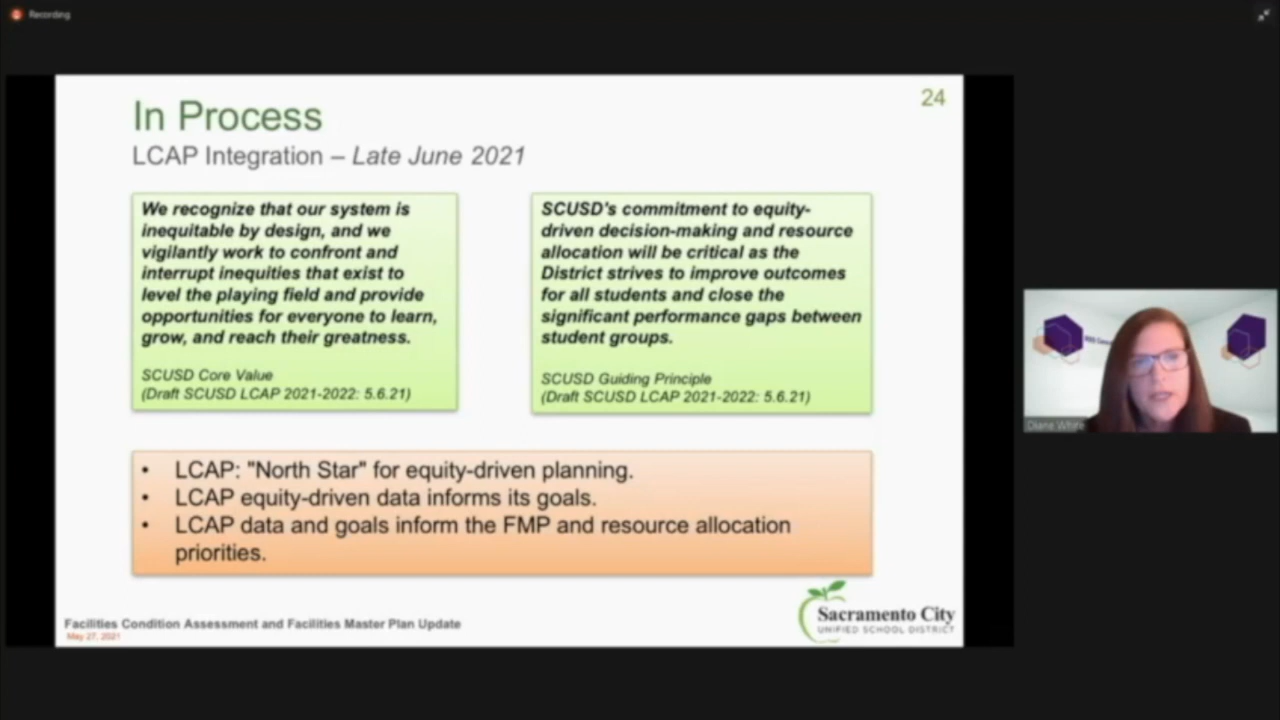 Recording
24
In Process
LCAP Integration – Late June 2021
We recognize that our system is
inequitable by design, and we
vigilantly work to confront and
interrupt inequities that exist to
level the playing field and provide
opportunities for everyone to learn,
grow, and reach their greatness.
SCUSD Core Value
(Draft SCUSD LCAP 2021-2022: 5.6.21)
SCUSD's commitment to equity-
driven decision-making and resource
allocation will be critical as the
District strives to improve outcomes
for all students and close the
significant performance gaps between
student groups.
SCUSD Guiding Principle
(Draft SCUSD LCAP 2021-2022: 5.6.21)
• LCAP: "North Star" for equity-driven planning.
• LCAP equity-driven data informs its goals.
• LCAP data and goals inform the FMP and resource allocation
priorities.
Facilities Condition Assessment and Facilities Master Plan Update
May 27, 2021
Sacramento City
UNIFIED SCHOOL DISTRICT
Diane White